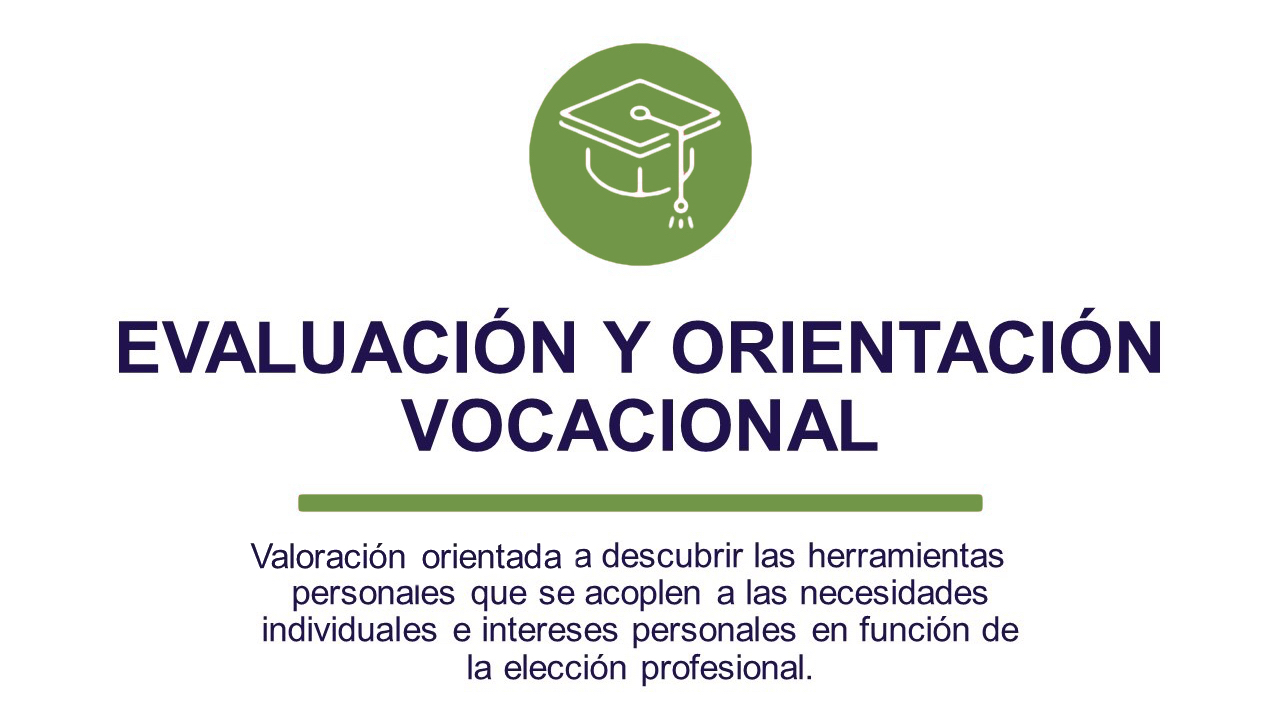 EVALUACIÓN Y ORIENTACIÓN
VOCACIONAL
Valoración orientada a descubrir las herramientas
personales que se acoplen a las necesidades
individuales e intereses personales en función de
la elección profesional.